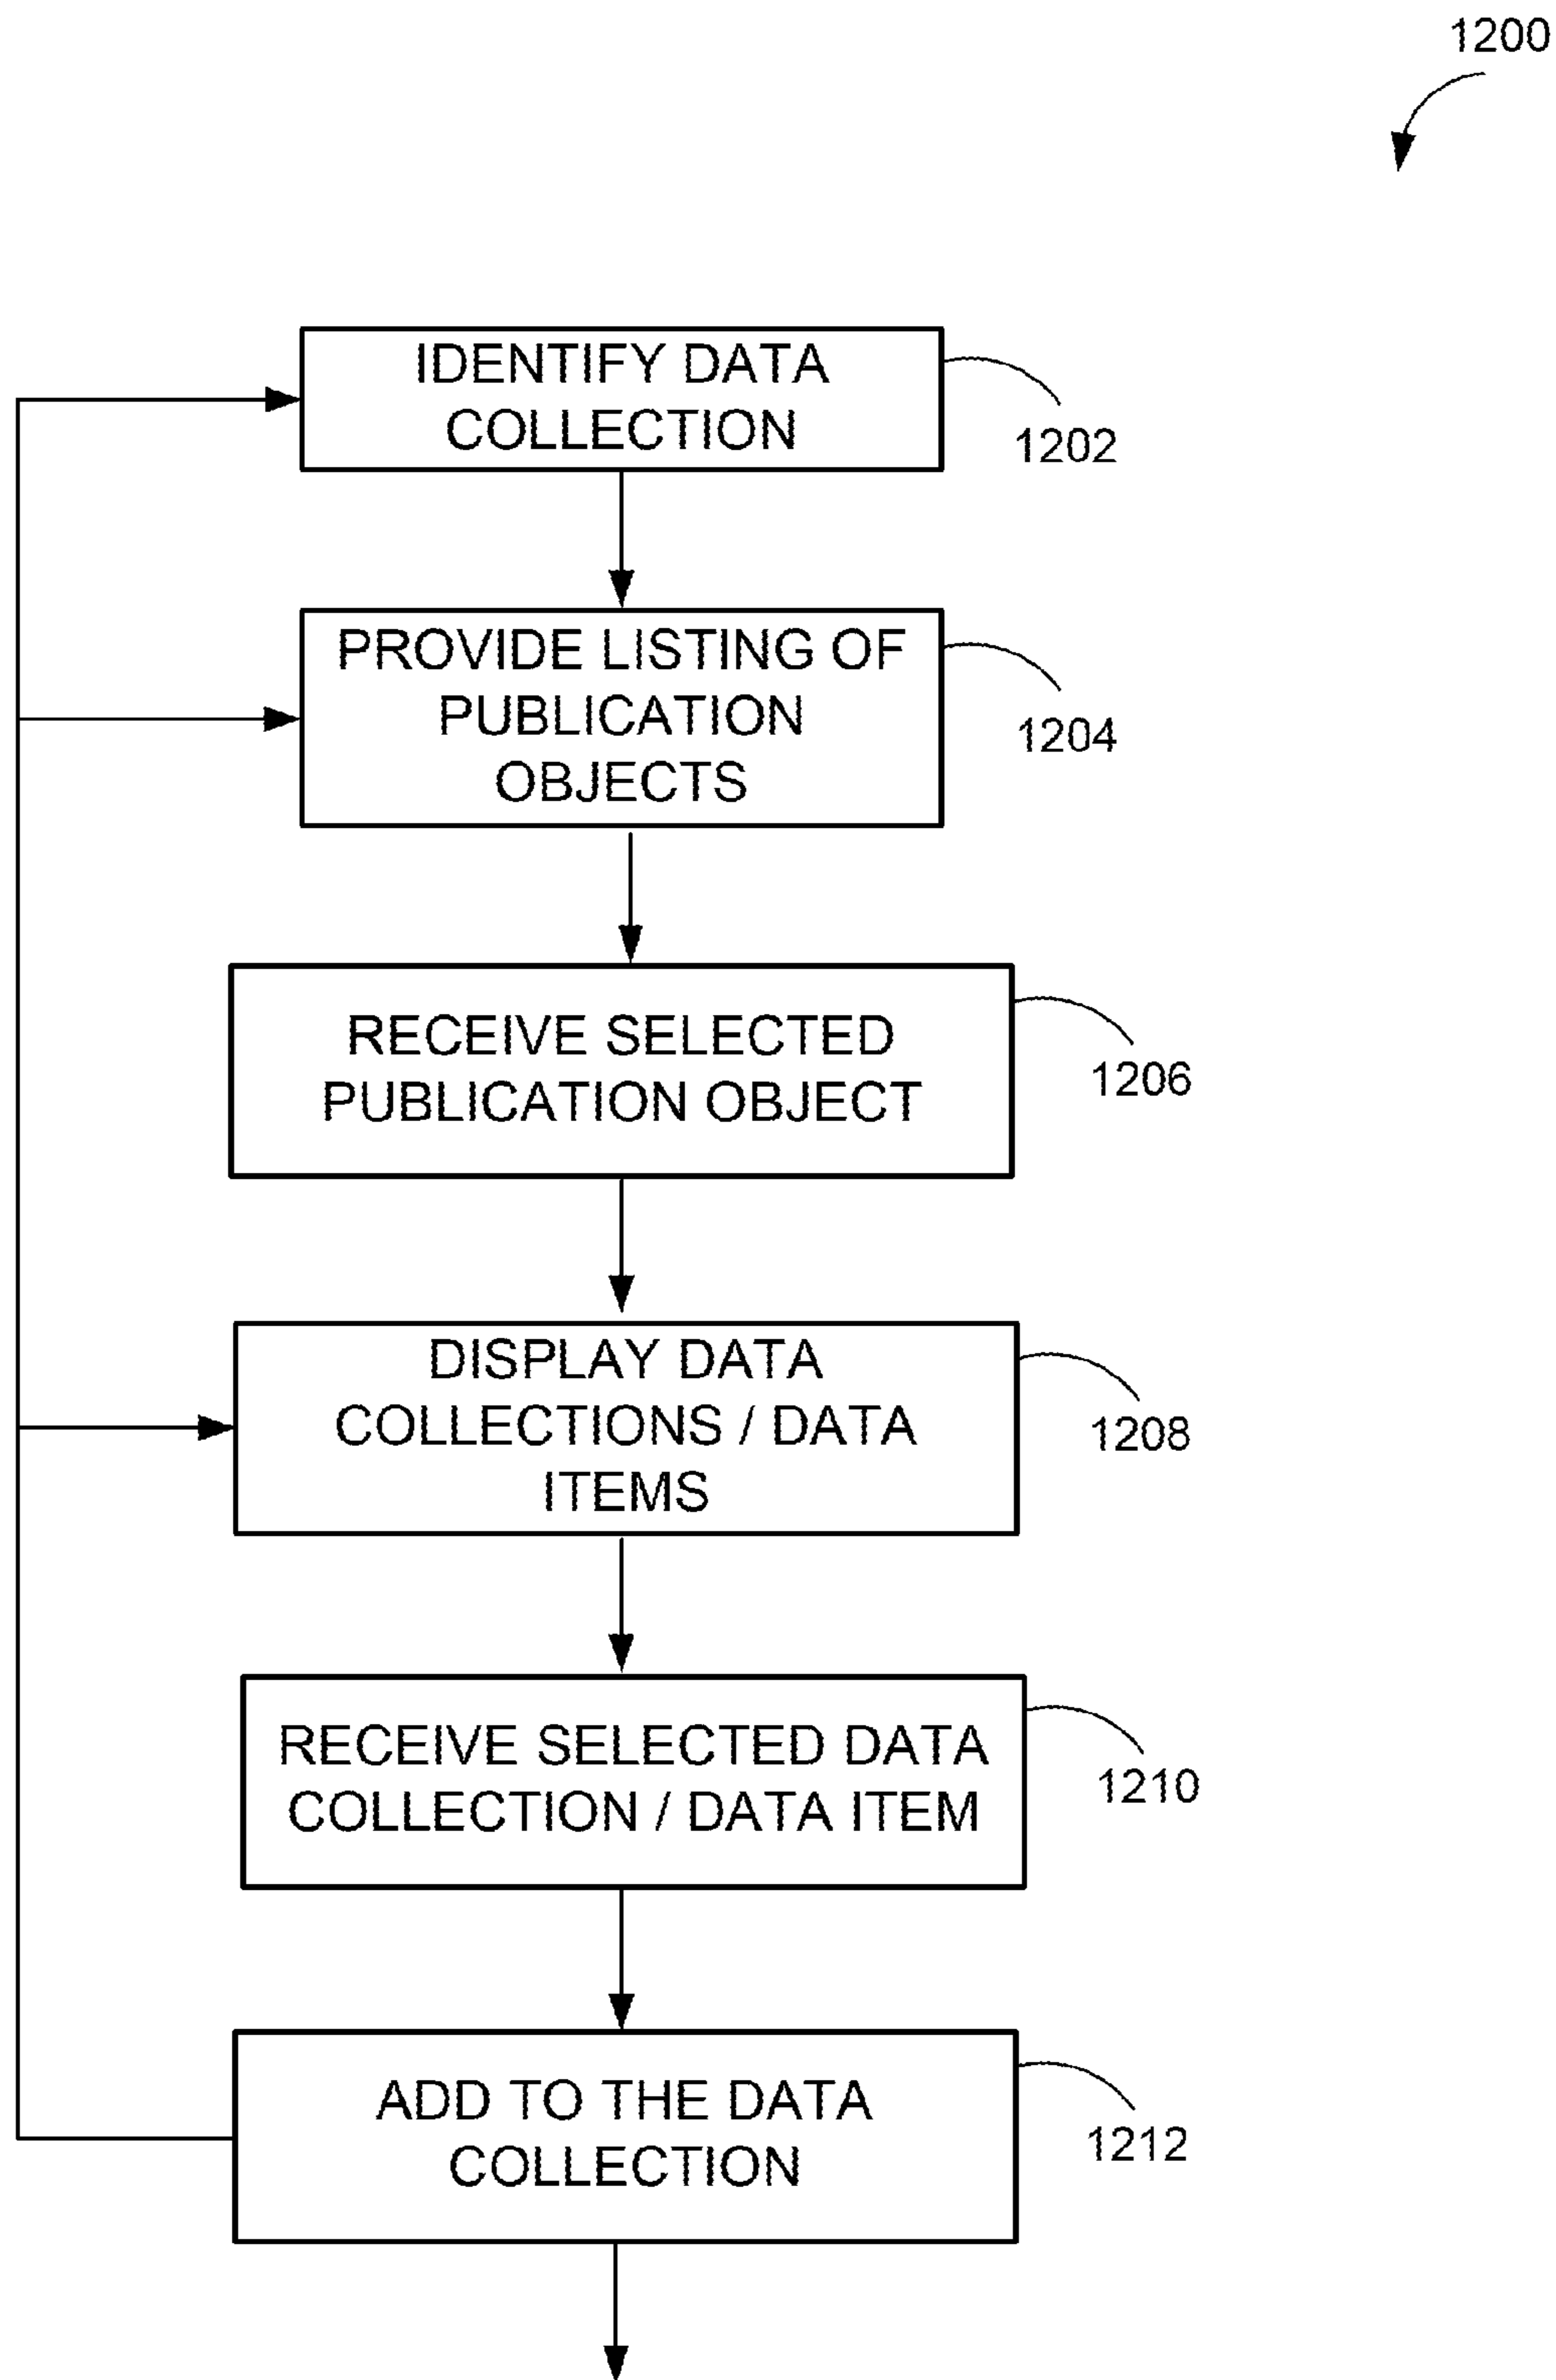 1200
IDENTIFY DATA
COLLECTION
1202
PROVIDE LISTING OF
PUBLICATION
OBJECTS
1204
RECEIVE SELECTED
PUBLICATION OBJECT
1206
DISPLAY DATA
COLLECTIONS / DATA
ITEMS
1208
RECEIVE SELECTED DATA
COLLECTION / DATA ITEM
1210
ADD TO THE DATA
COLLECTION
1212